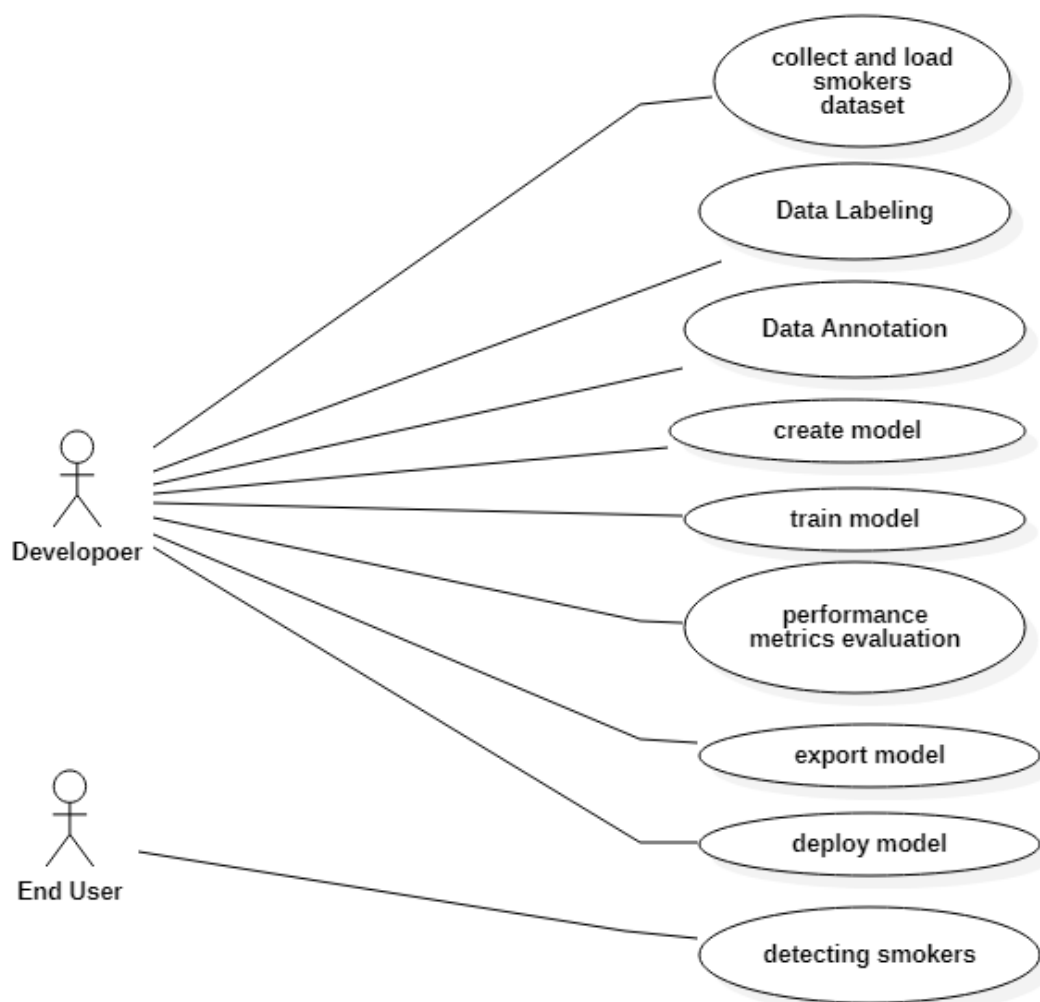 collect and load
smokers
dataset
Data Labeling
Data Annotation
create model
train model
Developoer
performance
metrics evaluation
export model
deploy model
End User
detecting smokers